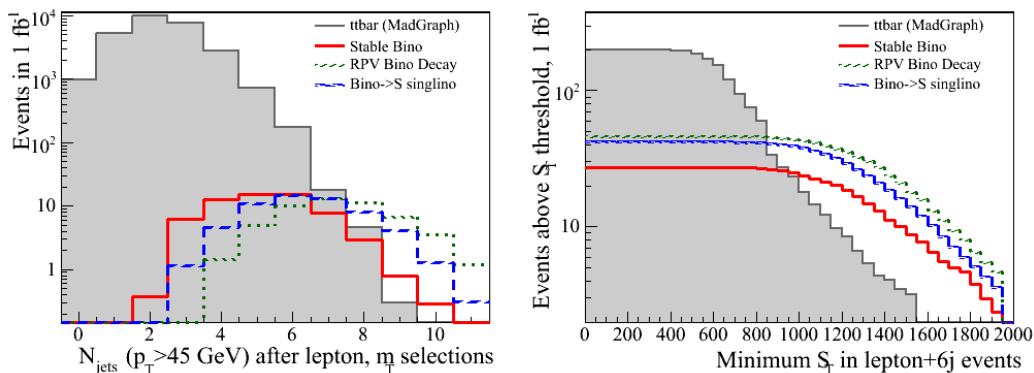 Events in 1 fb⁻¹
10⁴
10³
10²
10
1
ttbar (MadGraph)
Stable Bino
RPV Bino Decay
Bino->S singlino
0 2 4 6 8 10
N_jets (p_T>45 GeV) after lepton, m_T selections
Events above S_T threshold, 1 fb⁻¹
10²
10
ttbar (MadGraph)
Stable Bino
RPV Bino Decay
Bino->S singlino
0 200 400 600 800 1000 1200 1400 1600 1800 2000
Minimum S_T in lepton+6j events